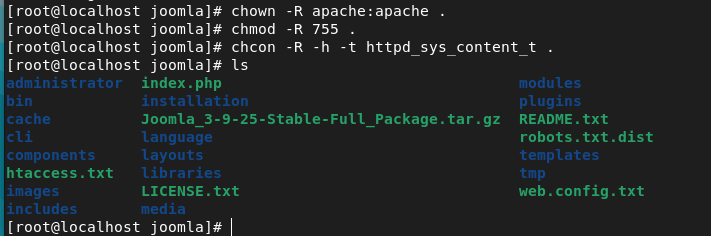 [root@localhost joomla]# chown -R apache:apache .
[root@localhost joomla]# chmod -R 755 .
[root@localhost joomla]# chcon -R -h -t httpd_sys_content_t .
[root@localhost joomla]# ls
administrator  index.php                               modules
bin            installation                            plugins
cache          Joomla_3-9-25-Stable-Full_Package.tar.gz  README.txt
cli            language                                robots.txt.dist
components     layouts                                 templates
htaccess.txt   libraries                               tmp
images         LICENSE.txt                             web.config.txt
includes       media
[root@localhost joomla]#